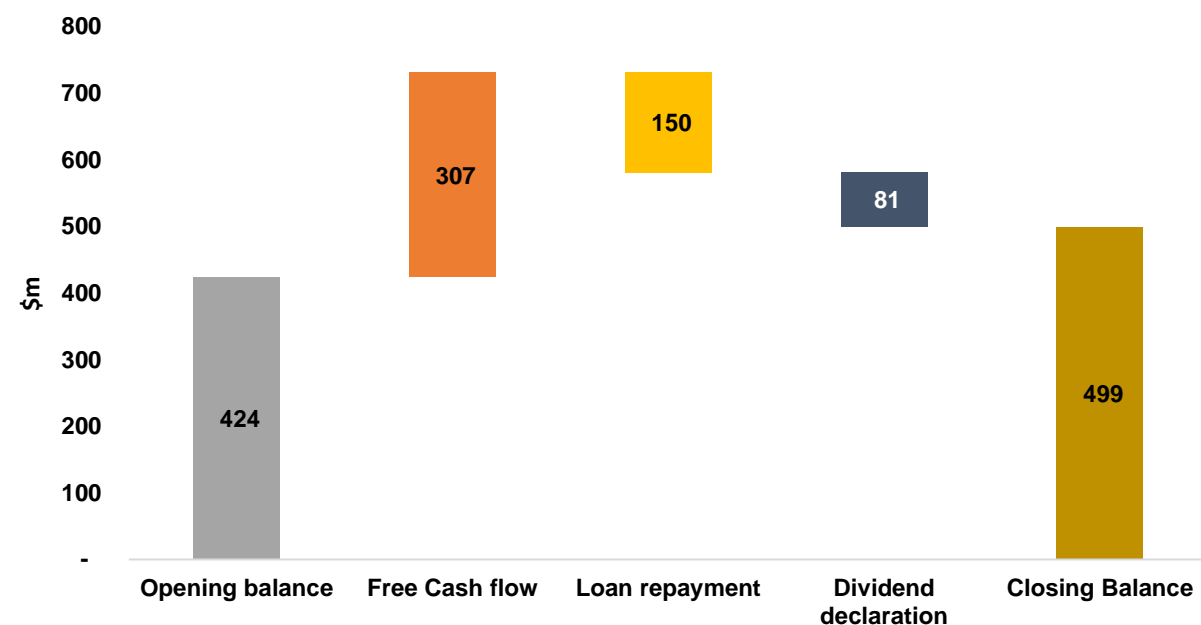 800
700
600
500
400
300
200
100
-
$m
424
307
150
81
499
Opening balance
Free Cash flow
Loan repayment
Dividend
declaration
Closing Balance